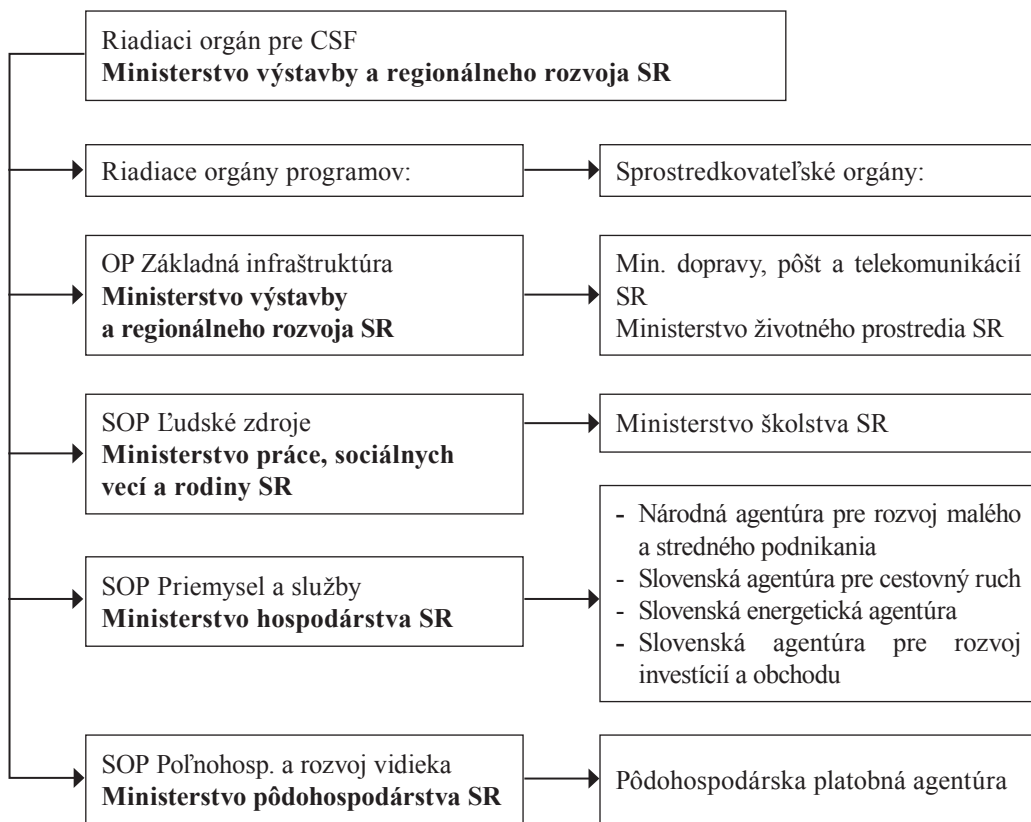 Riadiaci orgán pre CSF
Ministerstvo výstavby a regionálneho rozvoja SR
Riadiace orgány programov:
Sprostredkovateľské orgány:
OP Základná infraštruktúra
Ministerstvo výstavby
a regionálneho rozvoja SR
Min. dopravy, pôšt a telekomunikácií
SR
Ministerstvo životného prostredia SR
SOP Ľudské zdroje
Ministerstvo práce, sociálnych
vecí a rodiny SR
Ministerstvo školstva SR
SOP Priemysel a služby
Ministerstvo hospodárstva SR
- Národná agentúra pre rozvoj malého
a stredného podnikania
- Slovenská agentúra pre cestovný ruch
- Slovenská energetická agentúra
- Slovenská agentúra pre rozvoj
investícií a obchodu
SOP Poľnohosp. a rozvoj vidieka
Ministerstvo pôdohospodárstva SR
Pôdohospodárska platobná agentúra